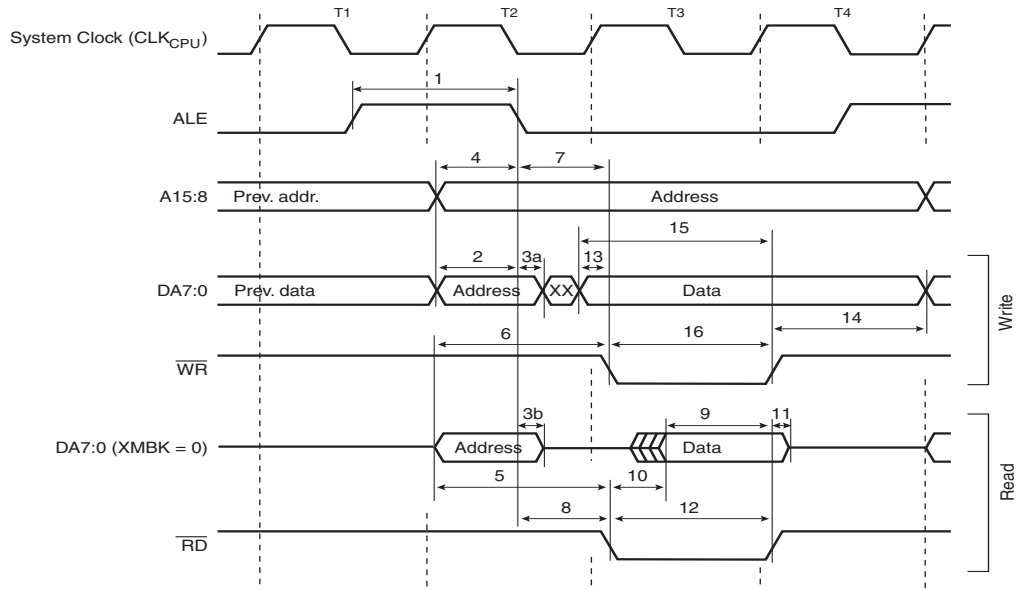 T1 T2 T3 T4
System Clock (CLKCPU)
1
ALE
4 7
A15:8 Prev. addr. Address
15
2 3a 13
DA7:0 Prev. data Address XX Data
14
6 16
WR
Write
3b 9 11
DA7:0 (XMBK = 0) Address Data
5 10
8 12
RD
Read